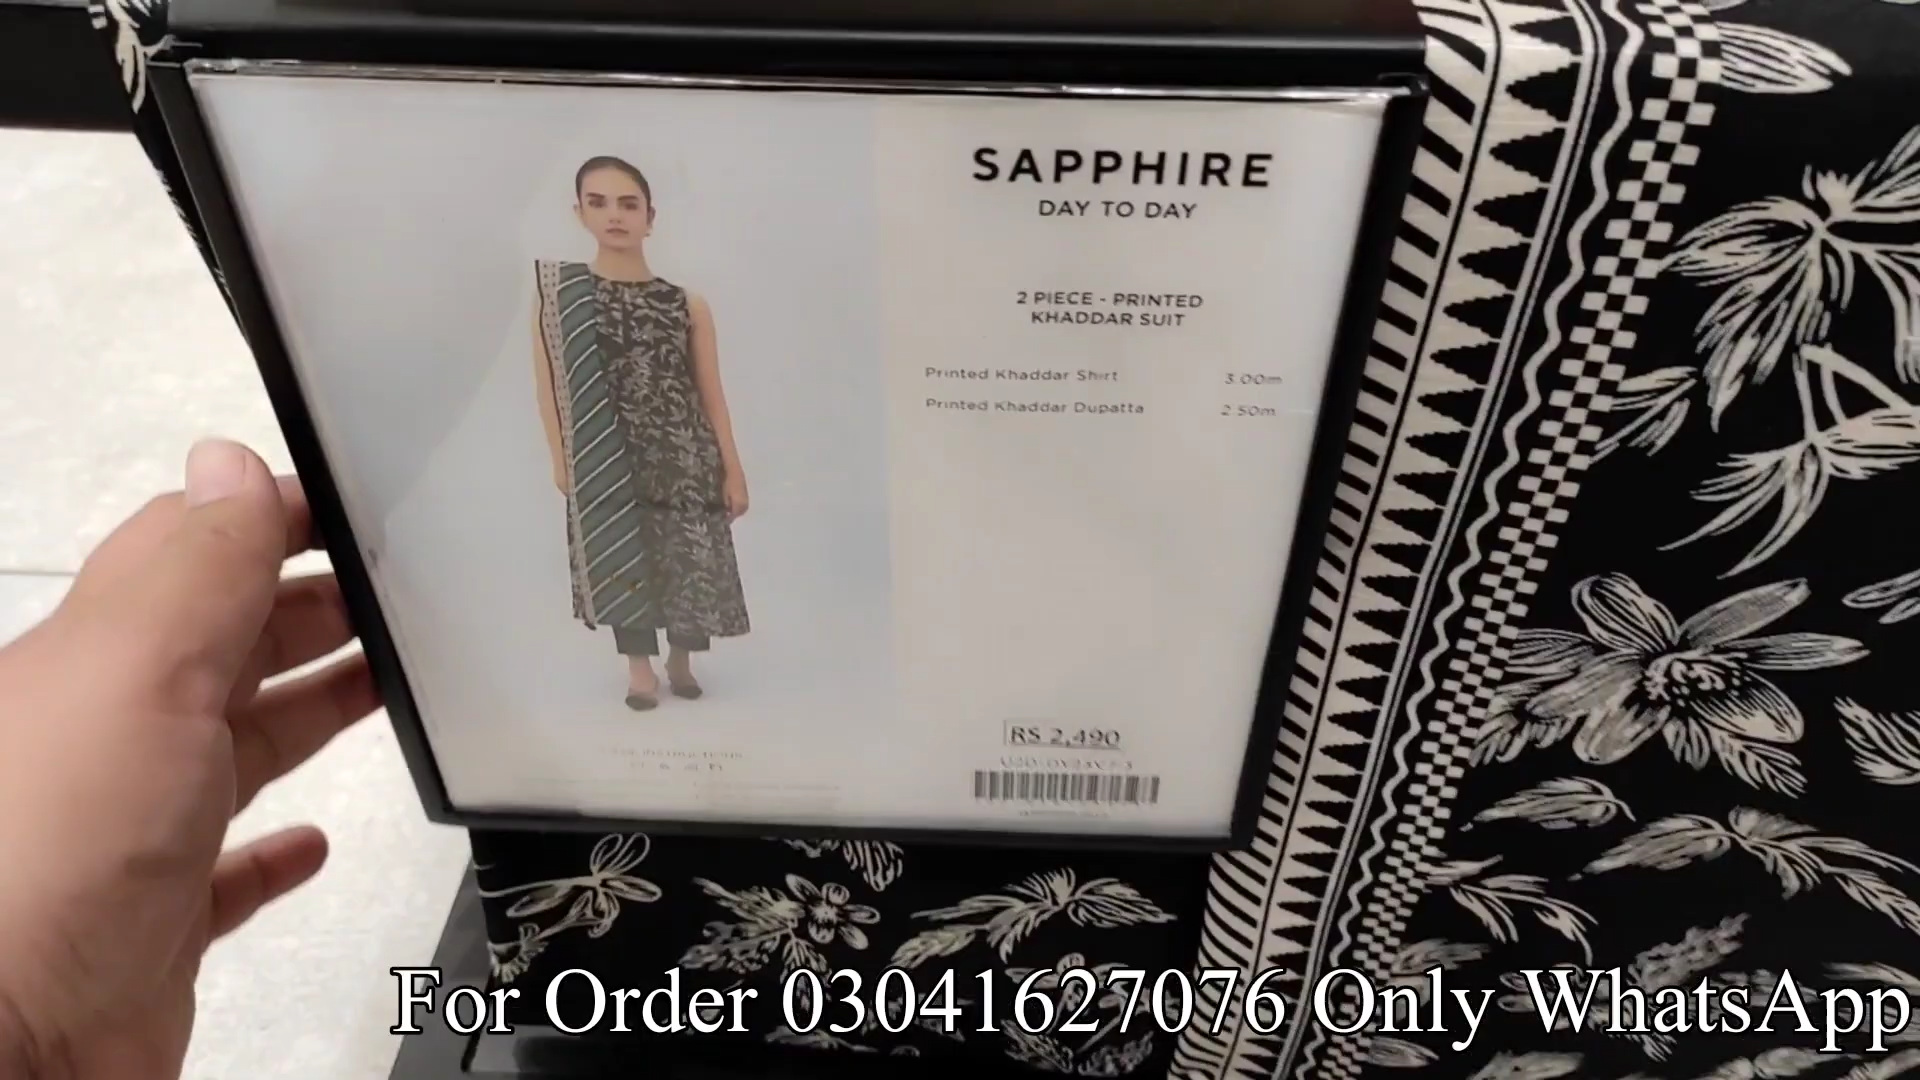 SAPPHIRE
DAY TO DAY
2 PIECE - PRINTED
KHADDAR SUIT
Printed Khaddar Shirt 3.00m
Printed Khaddar Dupatta 2.50m
RS 2,490
For Order 03041627076 Only WhatsApp